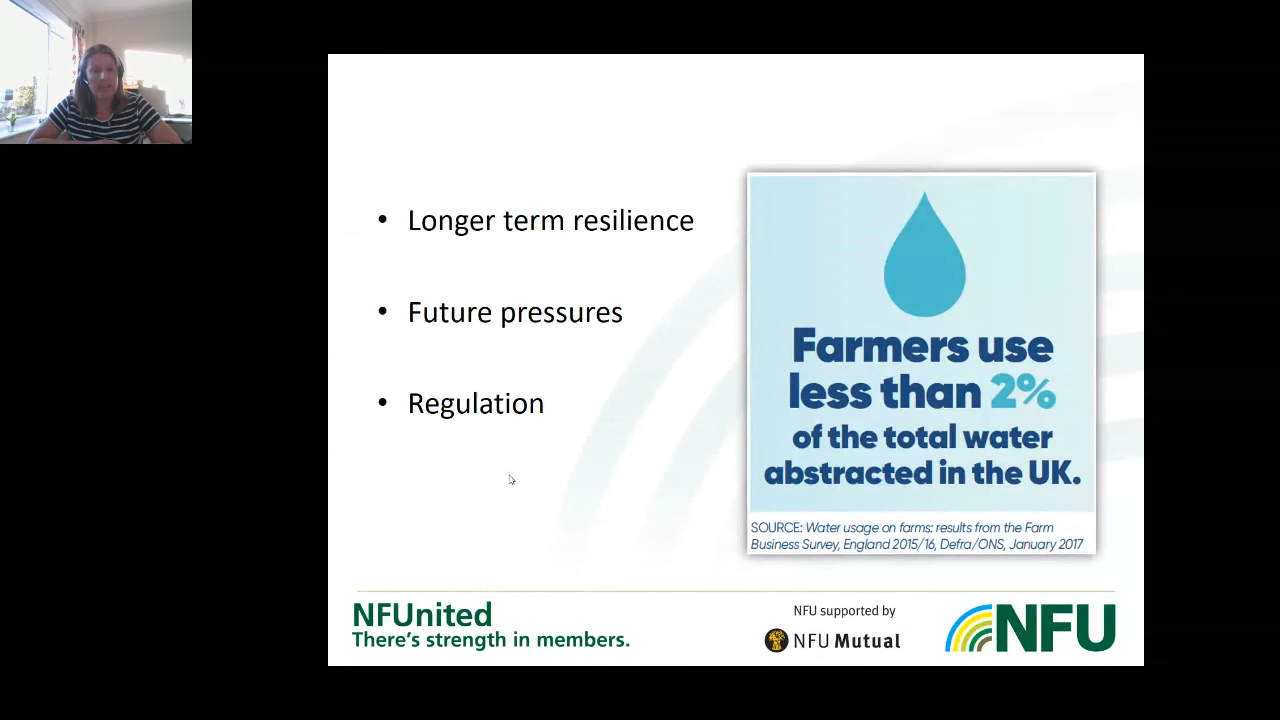 • Longer term resilience
• Future pressures
• Regulation
Farmers use
less than 2%
of the total water
abstracted in the UK.
SOURCE: Water usage on farms: results from the Farm
Business Survey, England 2015/16, Defra/ONS, January 2017
NFUnited
There's strength in members.
NFU supported by
NFU Mutual
NFU